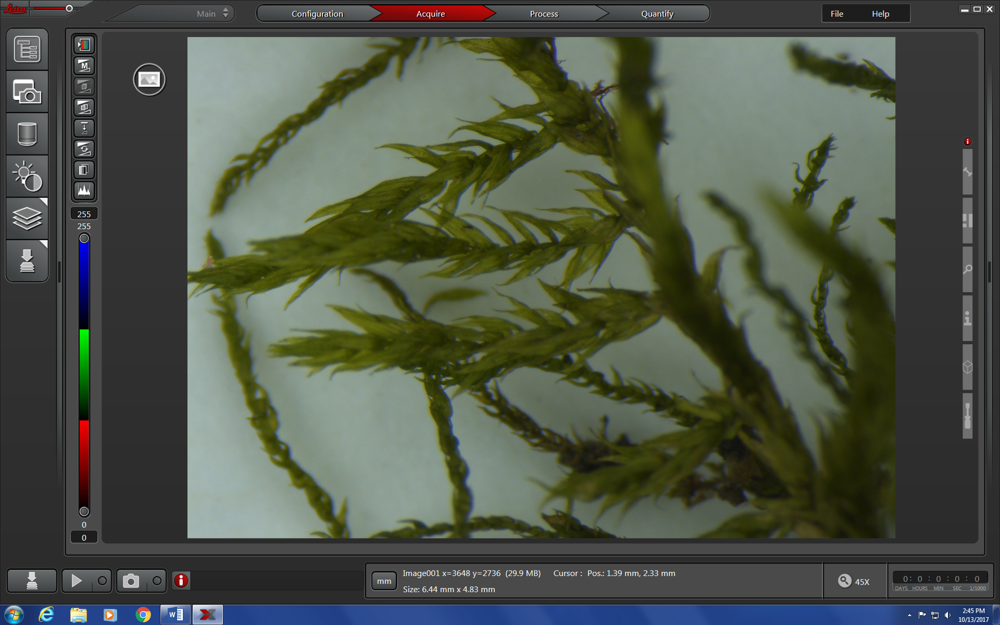 Leica
Main
Configuration
Acquire
Process
Quantify
File
Help
M
255
255
0
0
mm
Image001 x=3648 y=2736 (29.9 MB) Cursor : Pos.: 1.39 mm, 2.33 mm
Size: 6.44 mm x 4.83 mm
45X
0 : 0 : 0 : 0 : 0
DAYS HOURS MIN SEC 1/1000
W
2:45 PM
10/13/2017